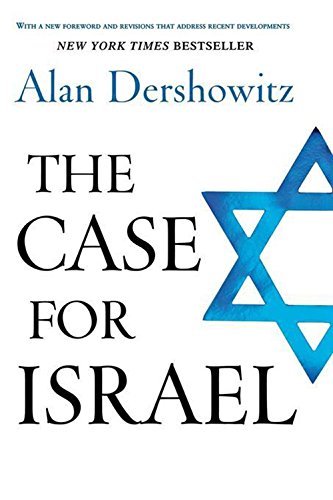 WITH A NEW FOREWORD AND REVISIONS THAT ADDRESS RECENT DEVELOPMENTS
NEW YORK TIMES BESTSELLER
Alan Dershowitz
THE
CASE
FOR
ISRAEL